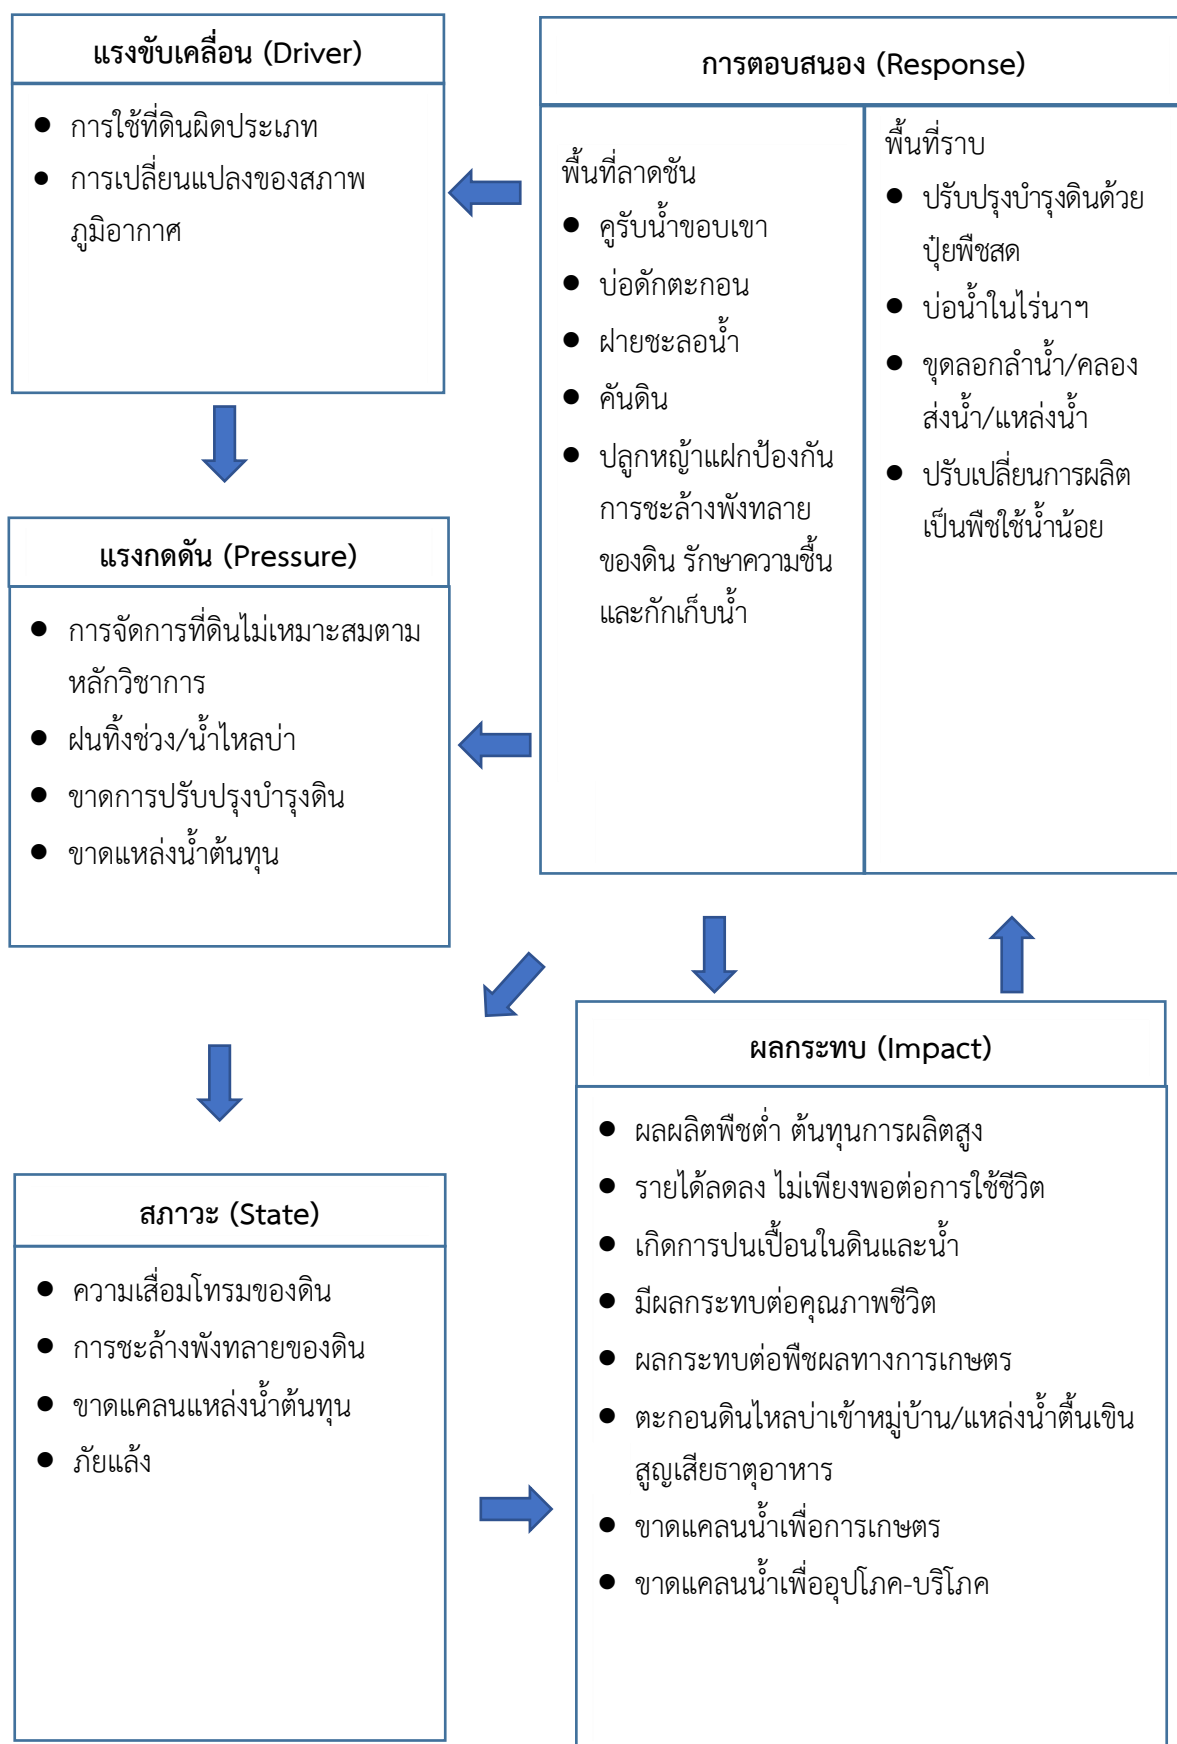 แรงขับเคลื่อน (Driver)
● การใช้ที่ดินผิดประเภท
● การเปลี่ยนแปลงของสภาพ
ภูมิอากาศ
การตอบสนอง (Response)
พื้นที่ลาดชัน
● คูรับน้ำขอบเขา
● บ่อดักตะกอน
● ฝายชะลอน้ำ
● คันดิน
● ปลูกหญ้าแฝกป้องกัน
การชะล้างพังทลาย
ของดิน รักษาความชื้น
และกักเก็บน้ำ
พื้นที่ราบ
● ปรับปรุงบำรุงดินด้วย
ปุ๋ยพืชสด
● บ่อน้ำในไร่นาฯ
● ขุดลอกลำน้ำ/คลอง
ส่งน้ำ/แหล่งน้ำ
● ปรับเปลี่ยนการผลิต
เป็นพืชใช้น้ำน้อย
แรงกดดัน (Pressure)
● การจัดการที่ดินไม่เหมาะสมตาม
หลักวิชาการ
● ฝนทิ้งช่วง/น้ำไหลบ่า
● ขาดการปรับปรุงบำรุงดิน
● ขาดแหล่งน้ำต้นทุน
สภาวะ (State)
● ความเสื่อมโทรมของดิน
● การชะล้างพังทลายของดิน
● ขาดแคลนแหล่งน้ำต้นทุน
● ภัยแล้ง
ผลกระทบ (Impact)
● ผลผลิตพืชต่ำ ต้นทุนการผลิตสูง
● รายได้ลดลง ไม่เพียงพอต่อการใช้ชีวิต
● เกิดการปนเปื้อนในดินและน้ำ
● มีผลกระทบต่อคุณภาพชีวิต
● ผลกระทบต่อพืชผลทางการเกษตร
● ตะกอนดินไหลบ่าเข้าหมู่บ้าน/แหล่งน้ำตื้นเขิน
สูญเสียธาตุอาหาร
● ขาดแคลนน้ำเพื่อการเกษตร
● ขาดแคลนน้ำเพื่ออุปโภค-บริโภค